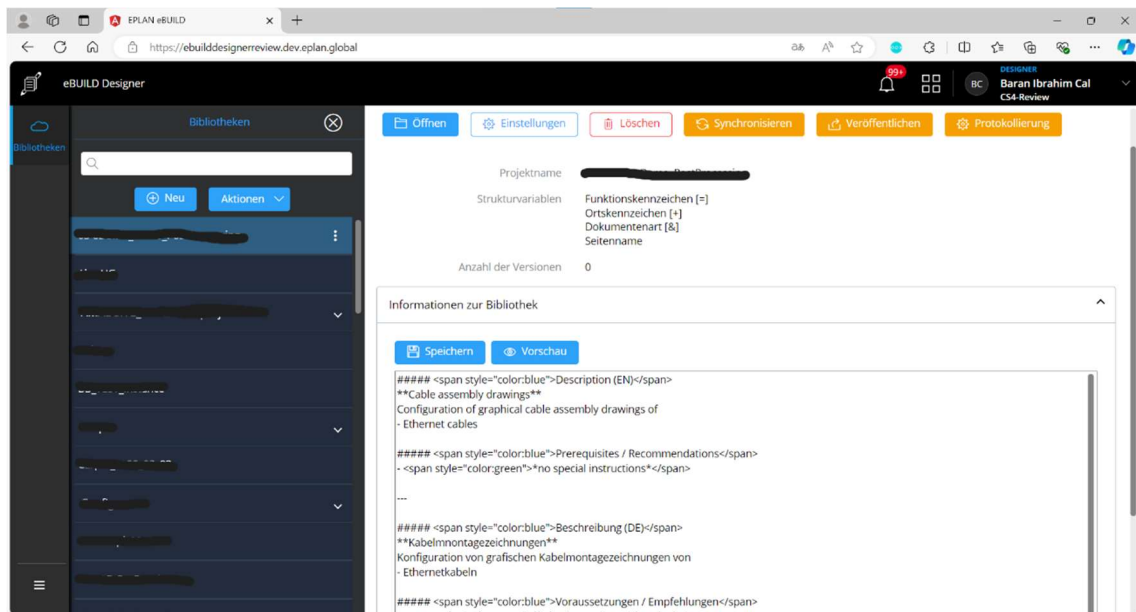 EPLAN eBUILD
https://ebuilddesignerreview.dev.eplan.global
eBUILD Designer
99+
BC
DESIGNER
Baran Ibrahim Cal
CS4-Review
Bibliotheken
Bibliotheken
Neu
Aktionen
Öffnen
Einstellungen
Löschen
Synchronisieren
Veröffentlichen
Protokollierung
Projektname
Strukturvariablen
Funktionskennzeichen [=]
Ortskennzeichen [+]
Dokumentenart [&]
Seitenname
Anzahl der Versionen 0
Informationen zur Bibliothek
Speichern
Vorschau
##### <span style="color:blue">Description (EN)</span>
**Cable assembly drawings**
Configuration of graphical cable assembly drawings of
- Ethernet cables
##### <span style="color:blue">Prerequisites / Recommendations</span>
- <span style="color:green">*no special instructions*</span>
---
##### <span style="color:blue">Beschreibung (DE)</span>
**Kabelmnontagezeichnungen**
Konfiguration von grafischen Kabelmontagezeichnungen von
- Ethernetkabeln
##### <span style="color:blue">Voraussetzungen / Empfehlungen</span>